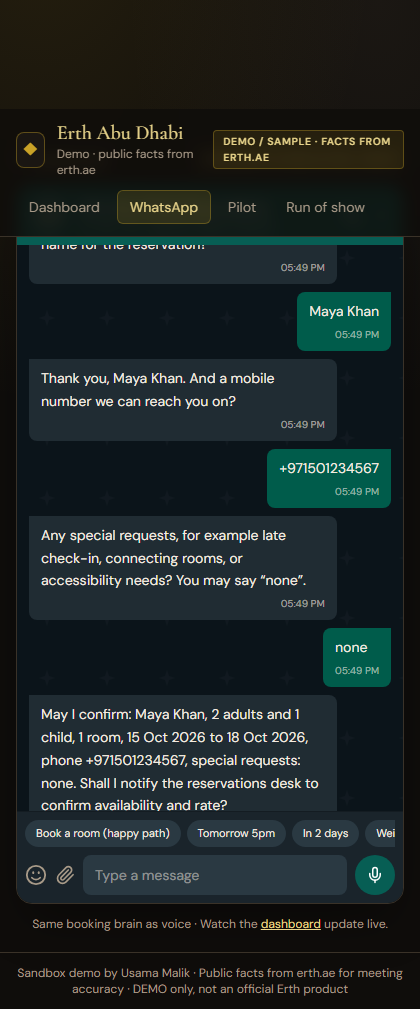 Erth Abu Dhabi
Demo · public facts from
erth.ae
DEMO / SAMPLE · FACTS FROM
ERTH.AE
Dashboard WhatsApp Pilot Run of show
name for the reservation?
05:49 PM
Maya Khan
05:49 PM
Thank you, Maya Khan. And a mobile
number we can reach you on?
05:49 PM
+971501234567
05:49 PM
Any special requests, for example late
check-in, connecting rooms, or
accessibility needs? You may say “none”.
05:49 PM
none
05:49 PM
May I confirm: Maya Khan, 2 adults and 1
child, 1 room, 15 Oct 2026 to 18 Oct 2026,
phone +971501234567, special requests:
none. Shall I notify the reservations desk to
confirm availability and rate?
Book a room (happy path) Tomorrow 5pm In 2 days Wei
Type a message
Same booking brain as voice · Watch the dashboard update live.
Sandbox demo by Usama Malik · Public facts from erth.ae for meeting
accuracy · DEMO only, not an official Erth product